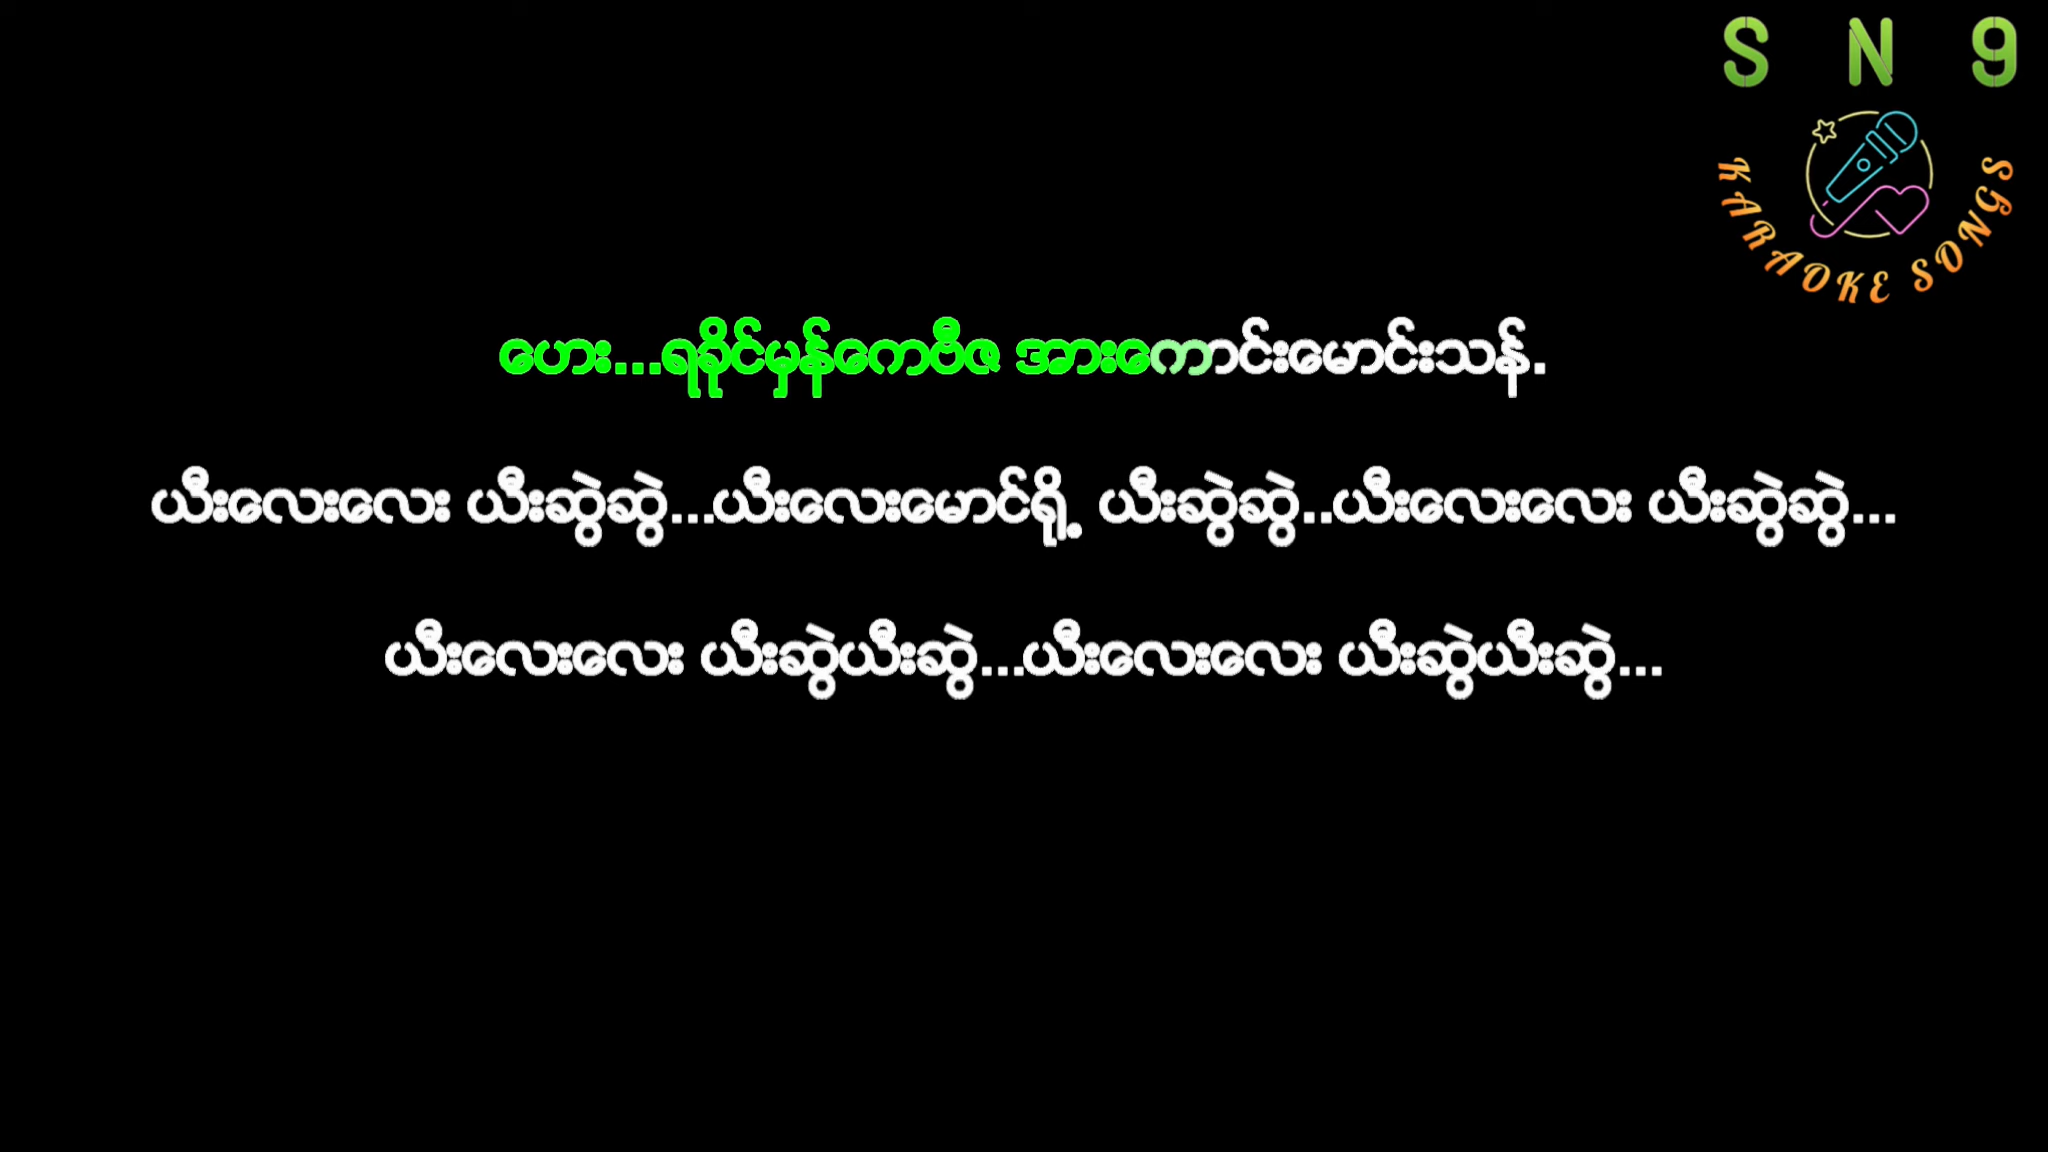 S N 9
KARAOKE SONGS
ဟေး...ရခိုင်မှန်ကေဗီဇ အားကောင်းမောင်းသန်.
ယီးလေးလေး ယီးဆွဲဆွဲ...ယီးလေးမောင်ရို့ ယီးဆွဲဆွဲ..ယီးလေးလေး ယီးဆွဲဆွဲ...
ယီးလေးလေး ယီးဆွဲယီးဆွဲ...ယီးလေးလေး ယီးဆွဲယီးဆွဲ...